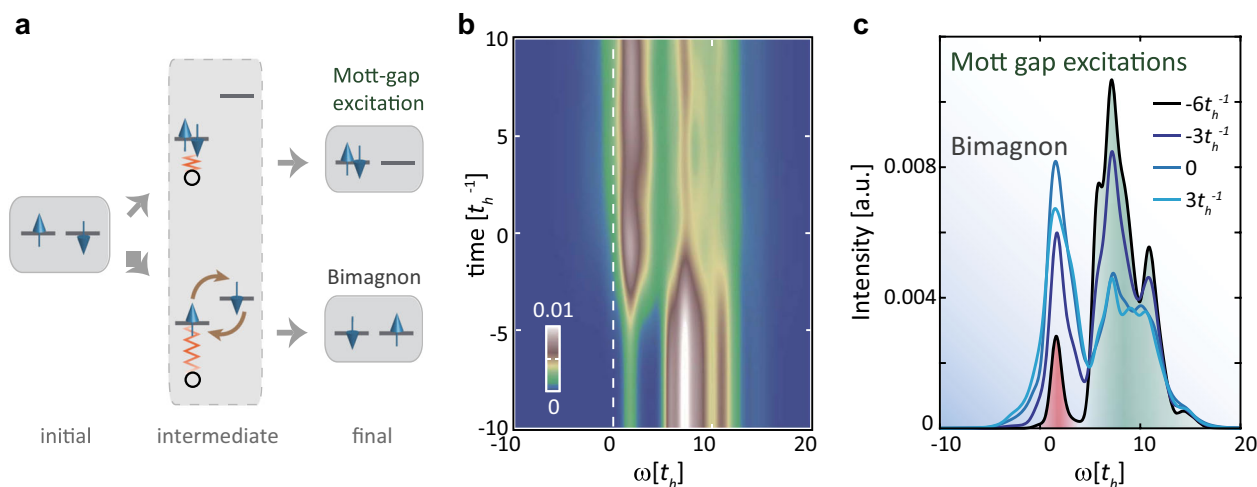 a
Mott-gap
excitation
Bimagnon
initial
intermediate
final
b
10
5
0
-5
-10
time [t_h⁻¹]
0.01
0
-10
0
10
20
ω[t_h]
c
Mott gap excitations
Bimagnon
-6t_h⁻¹
-3t_h⁻¹
0
3t_h⁻¹
Intensity [a.u.]
0.008
0.004
0
-10
0
10
20
ω[t_h]